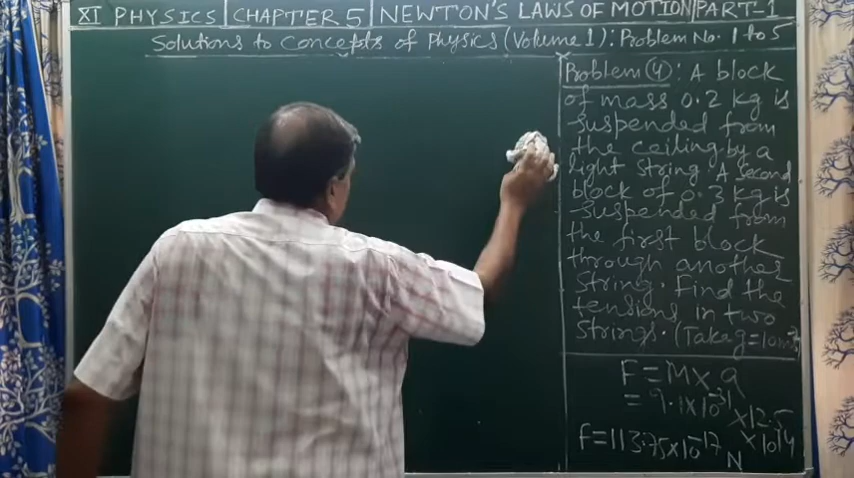 XI PHYSICS CHAPTER 5 NEWTON'S LAWS OF MOTION PART-1
Solutions to Concepts of Physics (Volume 1): Problem No. 1 to 5
Problem (4): A block
of mass 0.2 kg is
suspended from
the ceiling by a
light string. A second
block of 0.3 kg is
suspended from
the first block
through another
string. Find the
tensions in two
strings. (Take g=10m/s²)
F = M × a
= 9.1×10⁻³¹ × 12.5 × 10¹⁴
F = 113.75×10⁻¹⁷ N